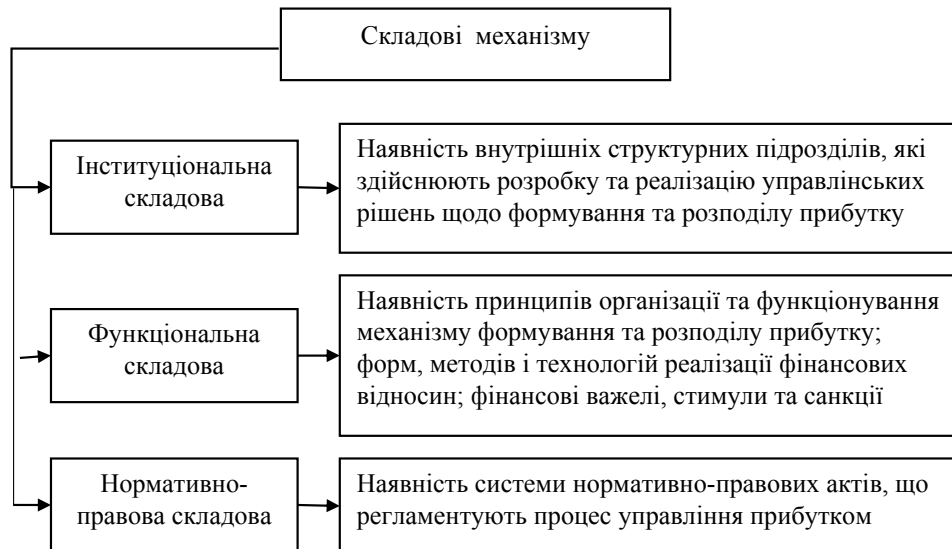 Складові механізму
Інституціональна
складова
Наявність внутрішніх структурних підрозділів, які
здійснюють розробку та реалізацію управлінських
рішень щодо формування та розподілу прибутку
Функціональна
складова
Наявність принципів організації та функціонування
механізму формування та розподілу прибутку;
форм, методів і технологій реалізації фінансових
відносин; фінансові важелі, стимули та санкції
Нормативно-
правова складова
Наявність системи нормативно-правових актів, що
регламентують процес управління прибутком